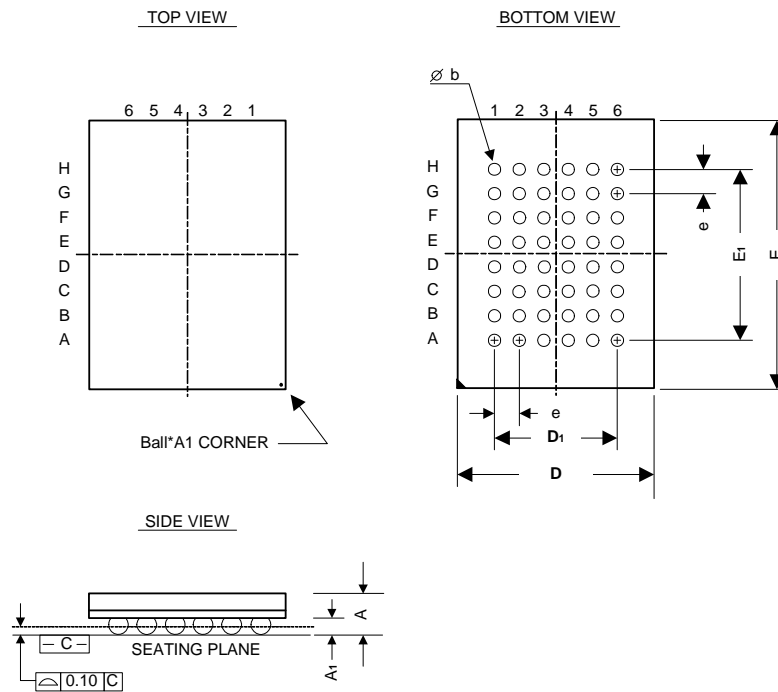 TOP VIEW
6 5 4 3 2 1
H
G
F
E
D
C
B
A
Ball*A1 CORNER
BOTTOM VIEW
Ø b
1 2 3 4 5 6
H
G
F
E
D
C
B
A
e
E1
E
e
D1
D
SIDE VIEW
A
A1
– C –
SEATING PLANE
⌓ 0.10 C